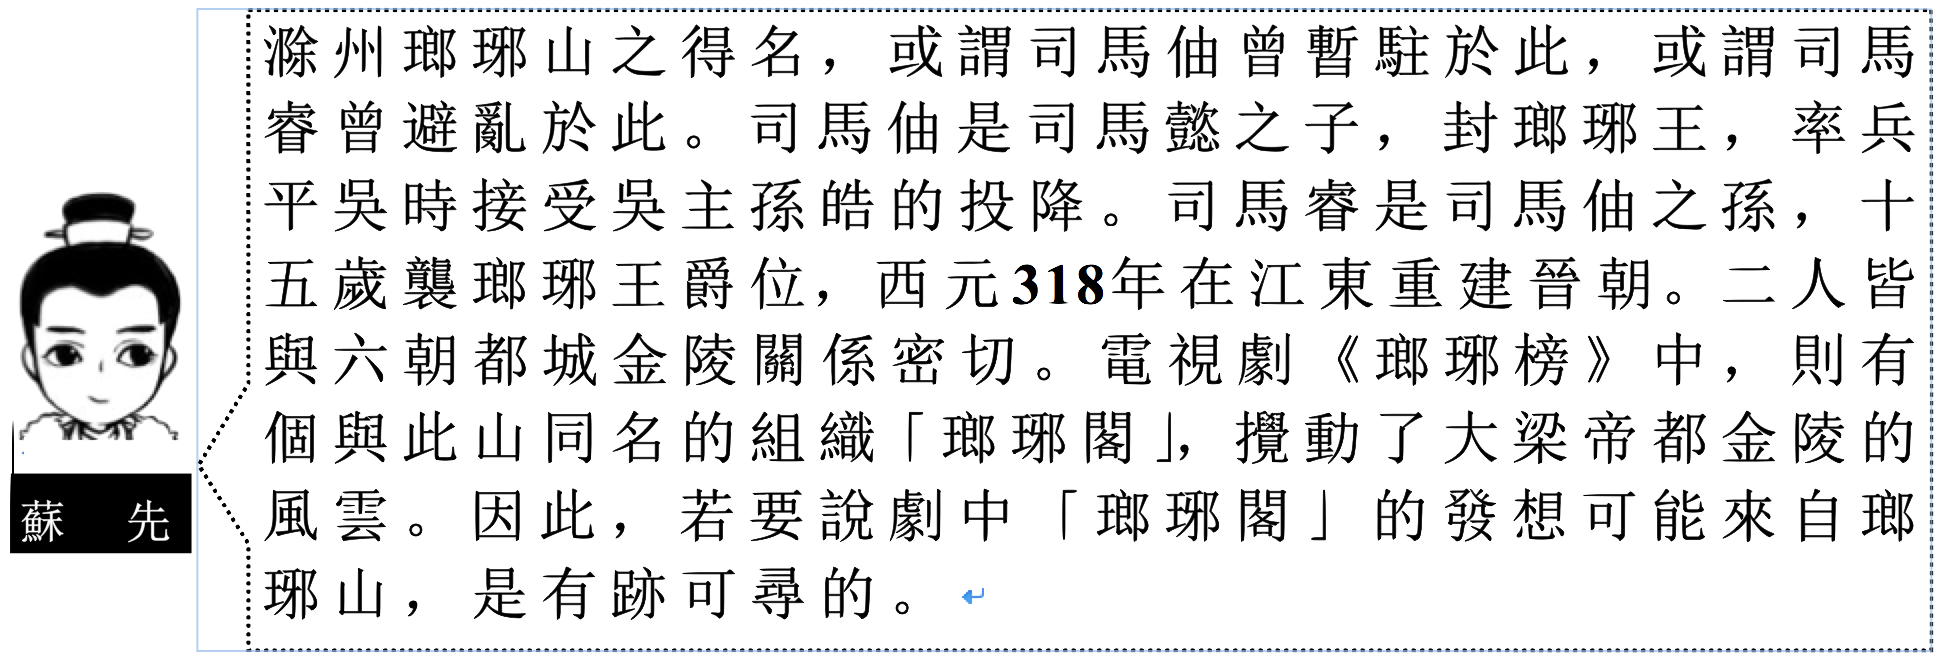 滁州瑯琊山之得名，或謂司馬伷曾暫駐於此，或謂司馬
睿曾避亂於此。司馬伷是司馬懿之子，封瑯琊王，率兵
平吳時接受吳主孫皓的投降。司馬睿是司馬伷之孫，十
五歲襲瑯琊王爵位，西元318年在江東重建晉朝。二人皆
與六朝都城金陵關係密切。電視劇《瑯琊榜》中，則有
個與此山同名的組織「瑯琊閣」，攪動了大梁帝都金陵的
風雲。因此，若要說劇中「瑯琊閣」的發想可能來自瑯
琊山，是有跡可尋的。
蘇 先